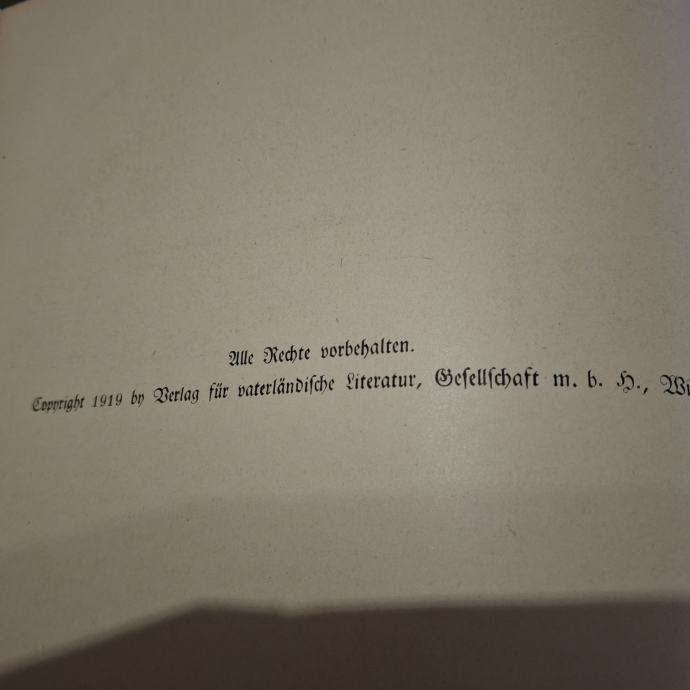 Alle Rechte vorbehalten.
Copyright 1919 by Verlag für vaterländische Literatur, Gesellschaft m. b. H.,